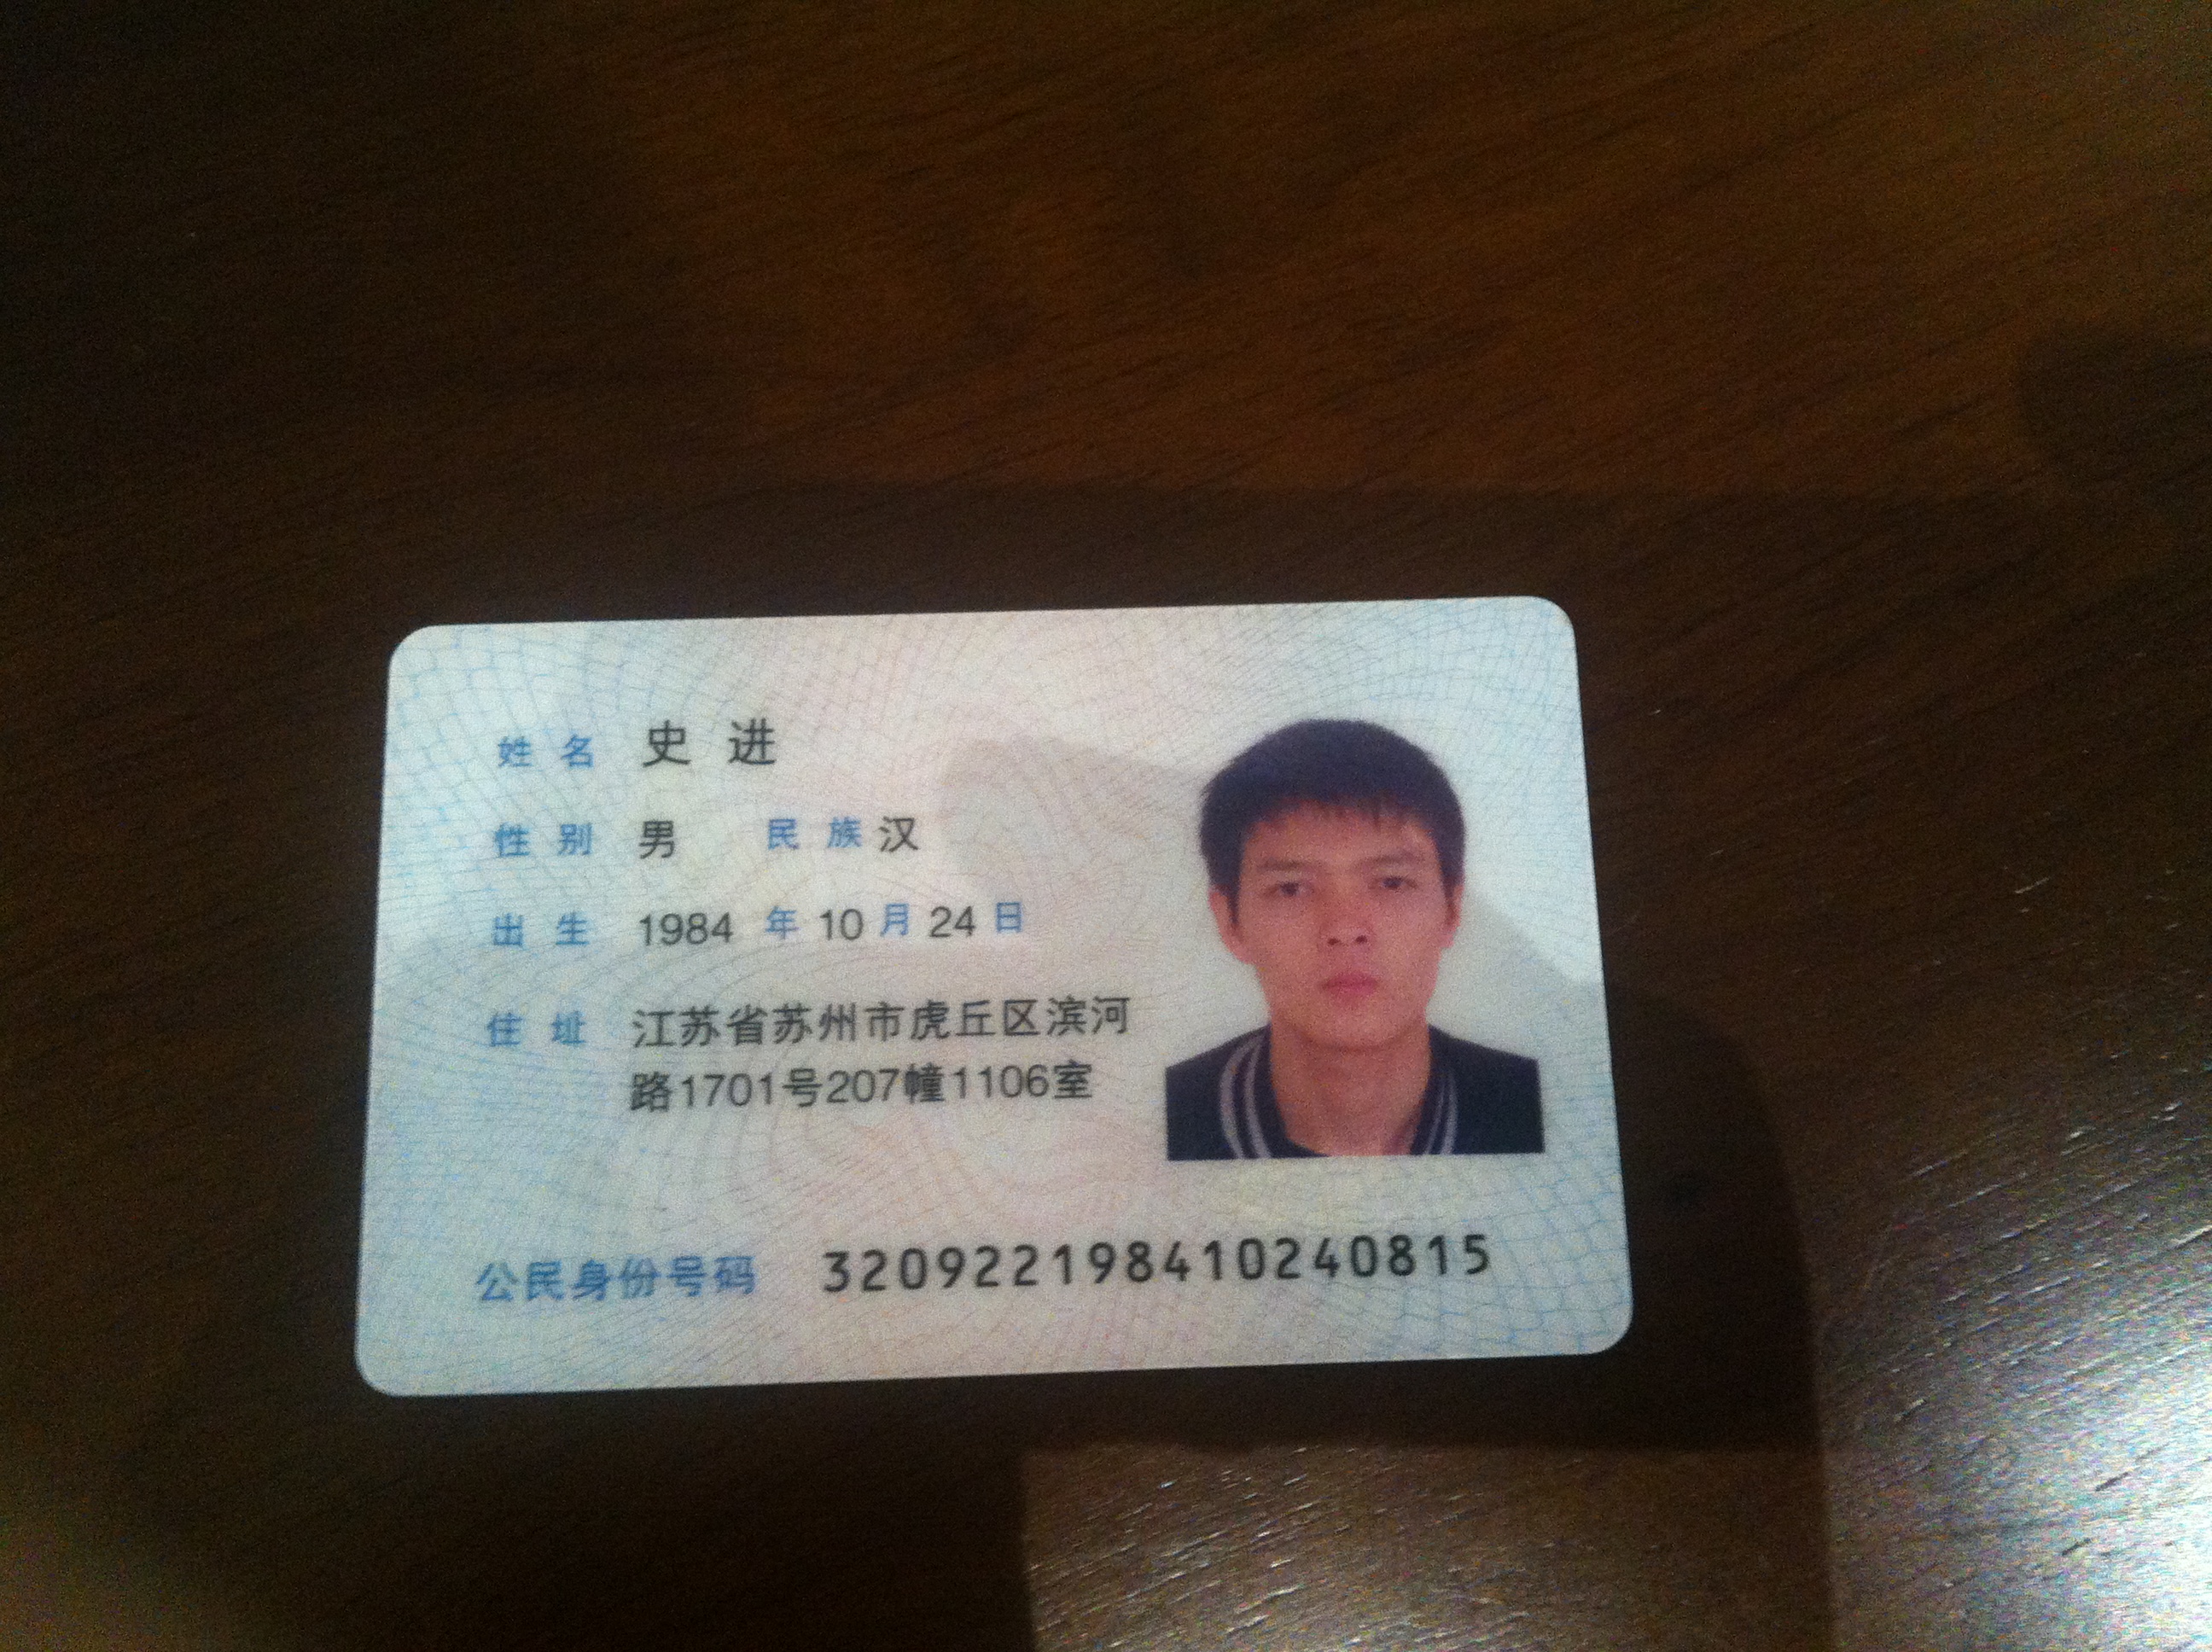 姓名 史进
性别 男 民族 汉
出生 1984 年 10 月 24 日
住址 江苏省苏州市虎丘区滨河
路1701号207幢1106室
公民身份号码 320922198410240815